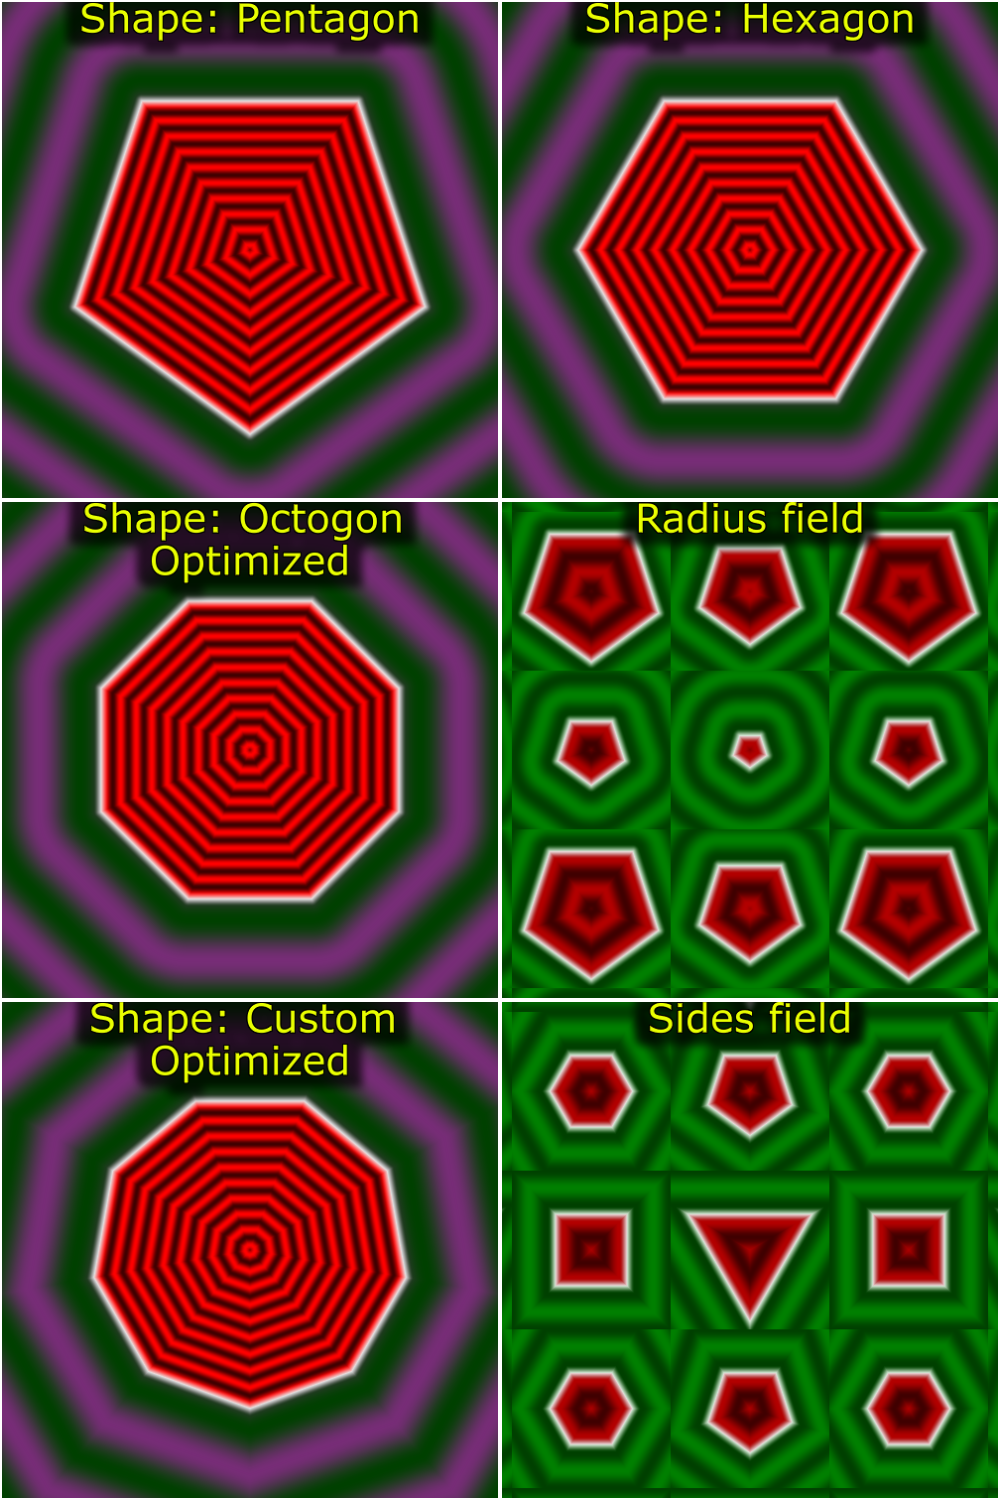 Shape: Pentagon
Shape: Hexagon
Shape: Octogon
Optimized
Radius field
Shape: Custom
Optimized
Sides field